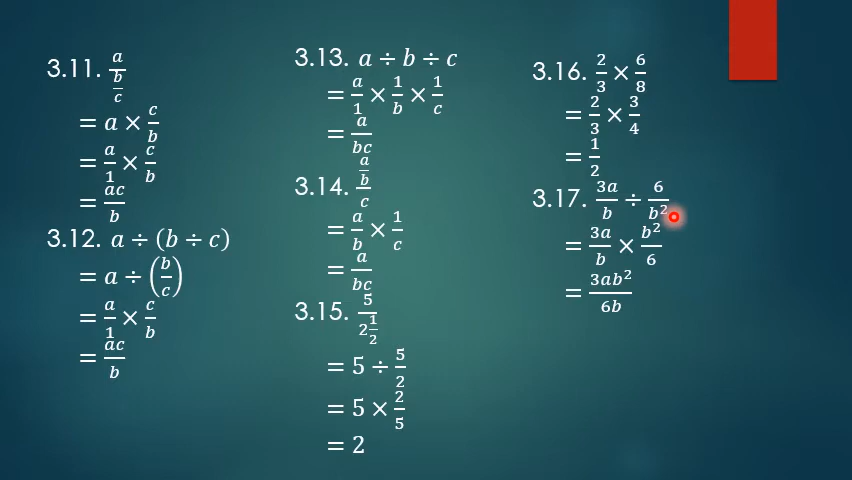 3.11. a/(b/c)
= a × c/b
= a/1 × c/b
= ac/b
3.12. a ÷ (b ÷ c)
= a ÷ (b/c)
= a/1 × c/b
= ac/b
3.13. a ÷ b ÷ c
= a/1 × 1/b × 1/c
= a/bc
3.14. (a/b)/c
= a/b × 1/c
= a/bc
3.15. 5/(2 1/2)
= 5 ÷ 5/2
= 5 × 2/5
= 2
3.16. 2/3 × 6/8
= 2/3 × 3/4
= 1/2
3.17. 3a/b ÷ 6/b²
= 3a/b × b²/6
= 3ab²/6b